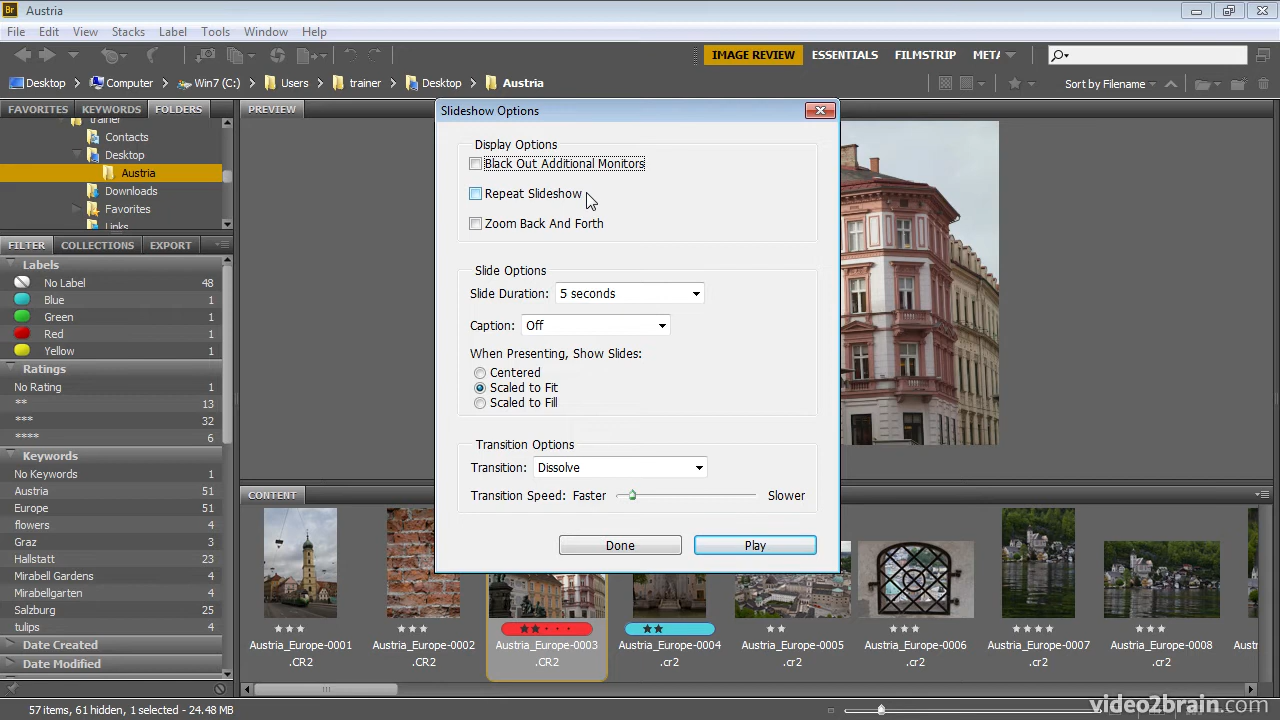 Br Austria
File Edit View Stacks Label Tools Window Help
IMAGE REVIEW ESSENTIALS FILMSTRIP META
Desktop Computer Win7 (C:) Users trainer Desktop Austria Sort by Filename
FAVORITES KEYWORDS FOLDERS
trainer
Contacts
Desktop
Austria
Downloads
Favorites
Links
FILTER COLLECTIONS EXPORT
Labels
No Label 48
Blue 1
Green 1
Red 1
Yellow 1
Ratings
No Rating 1
** 13
*** 32
**** 6
Keywords
No Keywords 1
Austria 51
Europe 51
flowers 4
Graz 3
Hallstatt 23
Mirabell Gardens 4
Mirabellgarten 4
Salzburg 25
tulips 4
Date Created
Date Modified
PREVIEW
Slideshow Options
Display Options
Black Out Additional Monitors
Repeat Slideshow
Zoom Back And Forth
Slide Options
Slide Duration: 5 seconds
Caption: Off
When Presenting, Show Slides:
Centered
Scaled to Fit
Scaled to Fill
Transition Options
Transition: Dissolve
Transition Speed: Faster Slower
Done Play
CONTENT
Austria_Europe-0001 Austria_Europe-0002 Austria_Europe-0003 Austria_Europe-0004 Austria_Europe-0005 Austria_Europe-0006 Austria_Europe-0007 Austria_Europe-0008 Austr
.CR2 .CR2 .CR2 .cr2 .cr2 .cr2 .cr2 .cr2
57 items, 61 hidden, 1 selected - 24.48 MB
video2brain.com